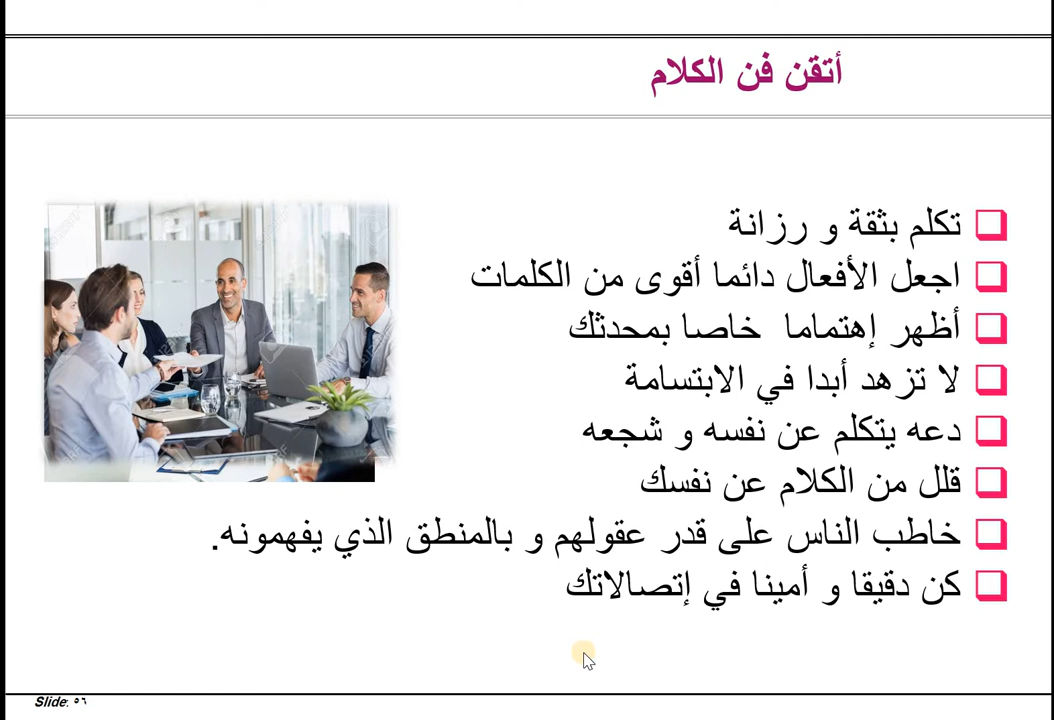 أتقن فن الكلام
تكلم بثقة و رزانة
اجعل الأفعال دائما أقوى من الكلمات
أظهر إهتماما خاصا بمحدثك
لا تزهد أبدا في الابتسامة
دعه يتكلم عن نفسه و شجعه
قلل من الكلام عن نفسك
خاطب الناس على قدر عقولهم و بالمنطق الذي يفهمونه.
كن دقيقا و أمينا في إتصالاتك
Slide: ٥٦